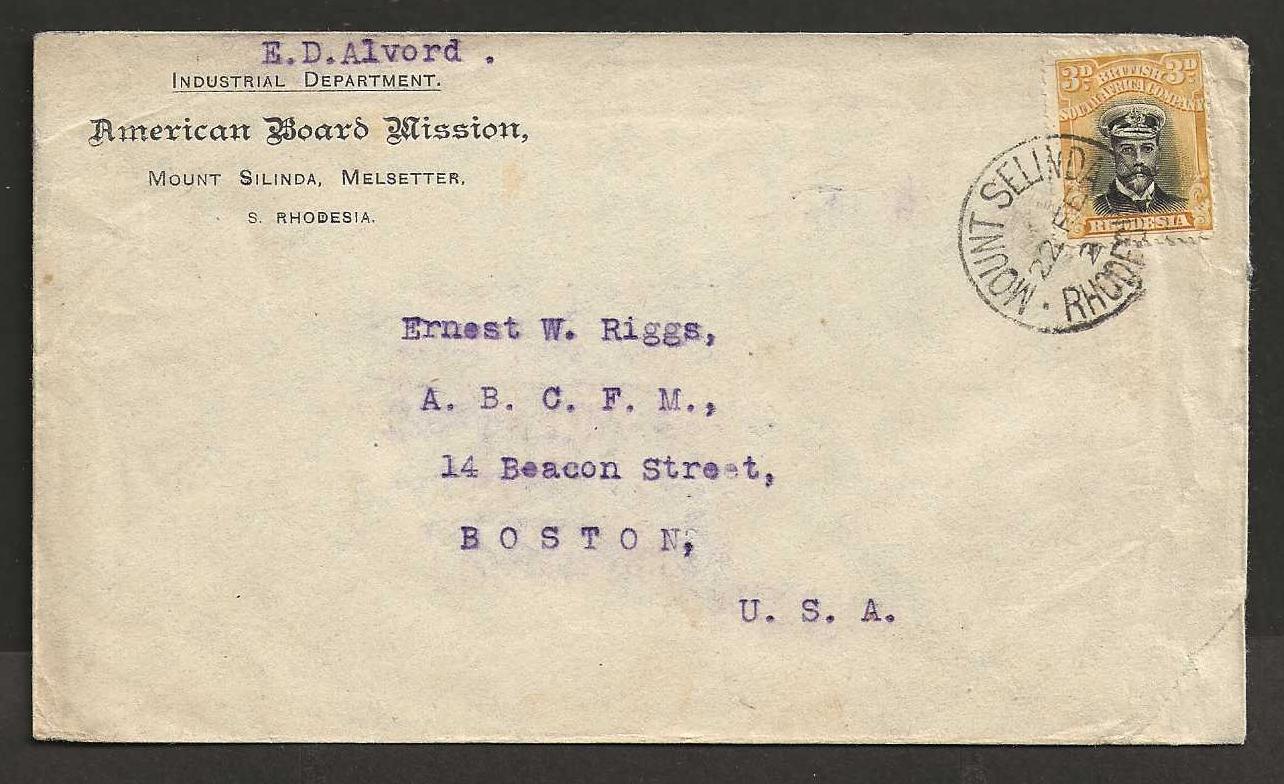 E.D.Alvord .
INDUSTRIAL DEPARTMENT.
American Board Mission,
MOUNT SILINDA, MELSETTER,
S. RHODESIA.
3D BRITISH 3D
SOUTH AFRICA COMPANY
RHODESIA
MOUNT SELINDA
22
RHODE
Ernest W. Riggs,
A. B. C. F. M.,
14 Beacon Street,
B O S T O N,
U. S. A.